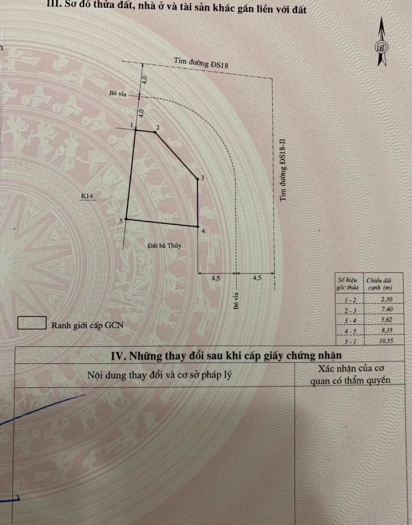 III. Sơ đồ thửa đất, nhà ở và tài sản khác gắn liền với đất
Tim đường ĐS18
4,0
Bó vỉa
4,0
1
2
Tim đường ĐS18-II
3
K14
5
4
Đất bà Thủy
4,5
4,5
Bó vỉa
Số hiệu góc thửa
Chiều dài cạnh (m)
1 - 2
2,30
2 - 3
7,40
3 - 4
5,62
4 - 5
8,35
5 - 1
10,55
Ranh giới cấp GCN
IV. Những thay đổi sau khi cấp giấy chứng nhận
Nội dung thay đổi và cơ sở pháp lý
Xác nhận của cơ
quan có thẩm quyền